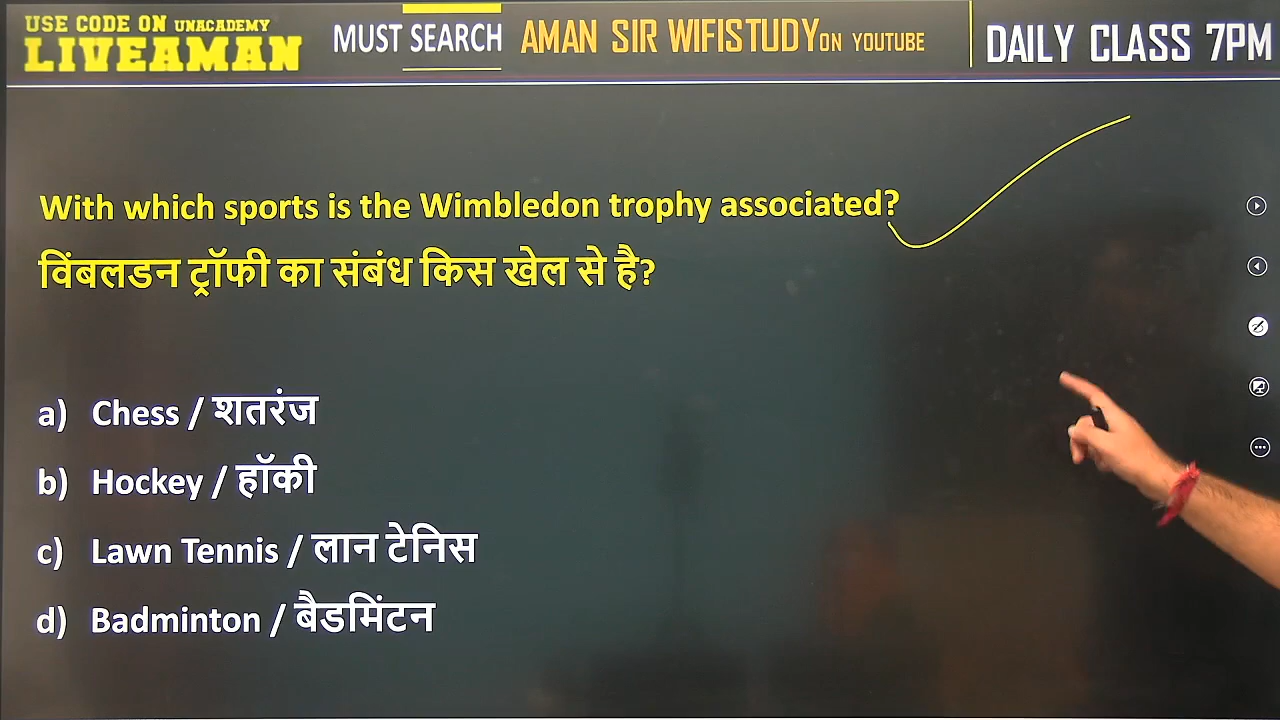 USE CODE ON UNACADEMY
LIVEAMAN
MUST SEARCH AMAN SIR WIFISTUDY ON YOUTUBE
DAILY CLASS 7PM
With which sports is the Wimbledon trophy associated?
विंबलडन ट्रॉफी का संबंध किस खेल से है?
a) Chess / शतरंज
b) Hockey / हॉकी
c) Lawn Tennis / लान टेनिस
d) Badminton / बैडमिंटन